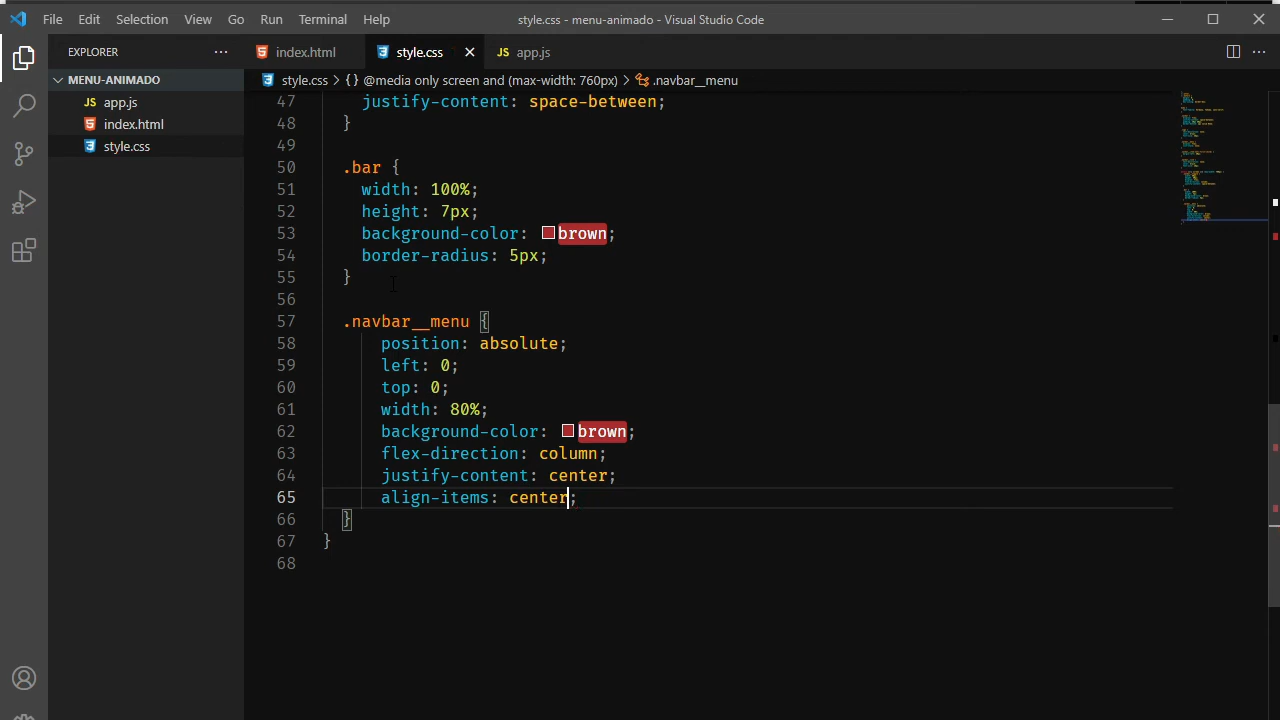 File Edit Selection View Go Run Terminal Help
style.css - menu-animado - Visual Studio Code
EXPLORER
MENU-ANIMADO
JS app.js
index.html
style.css
index.html style.css JS app.js
style.css > {} @media only screen and (max-width: 760px) > .navbar__menu
47 justify-content: space-between;
48 }
49
50 .bar {
51 width: 100%;
52 height: 7px;
53 background-color: brown;
54 border-radius: 5px;
55 }
56
57 .navbar__menu {
58 position: absolute;
59 left: 0;
60 top: 0;
61 width: 80%;
62 background-color: brown;
63 flex-direction: column;
64 justify-content: center;
65 align-items: center;
66 }
67 }
68